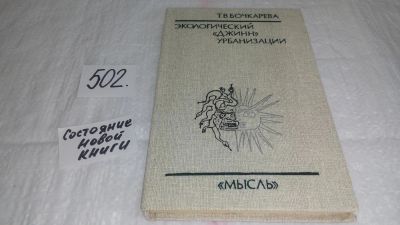 Т.В.БОЧКАРЕВА
ЭКОЛОГИЧЕСКИЙ
«ДЖИНН»
УРБАНИЗАЦИИ
«МЫСЛЬ»
502.
Состояние
новой
книги